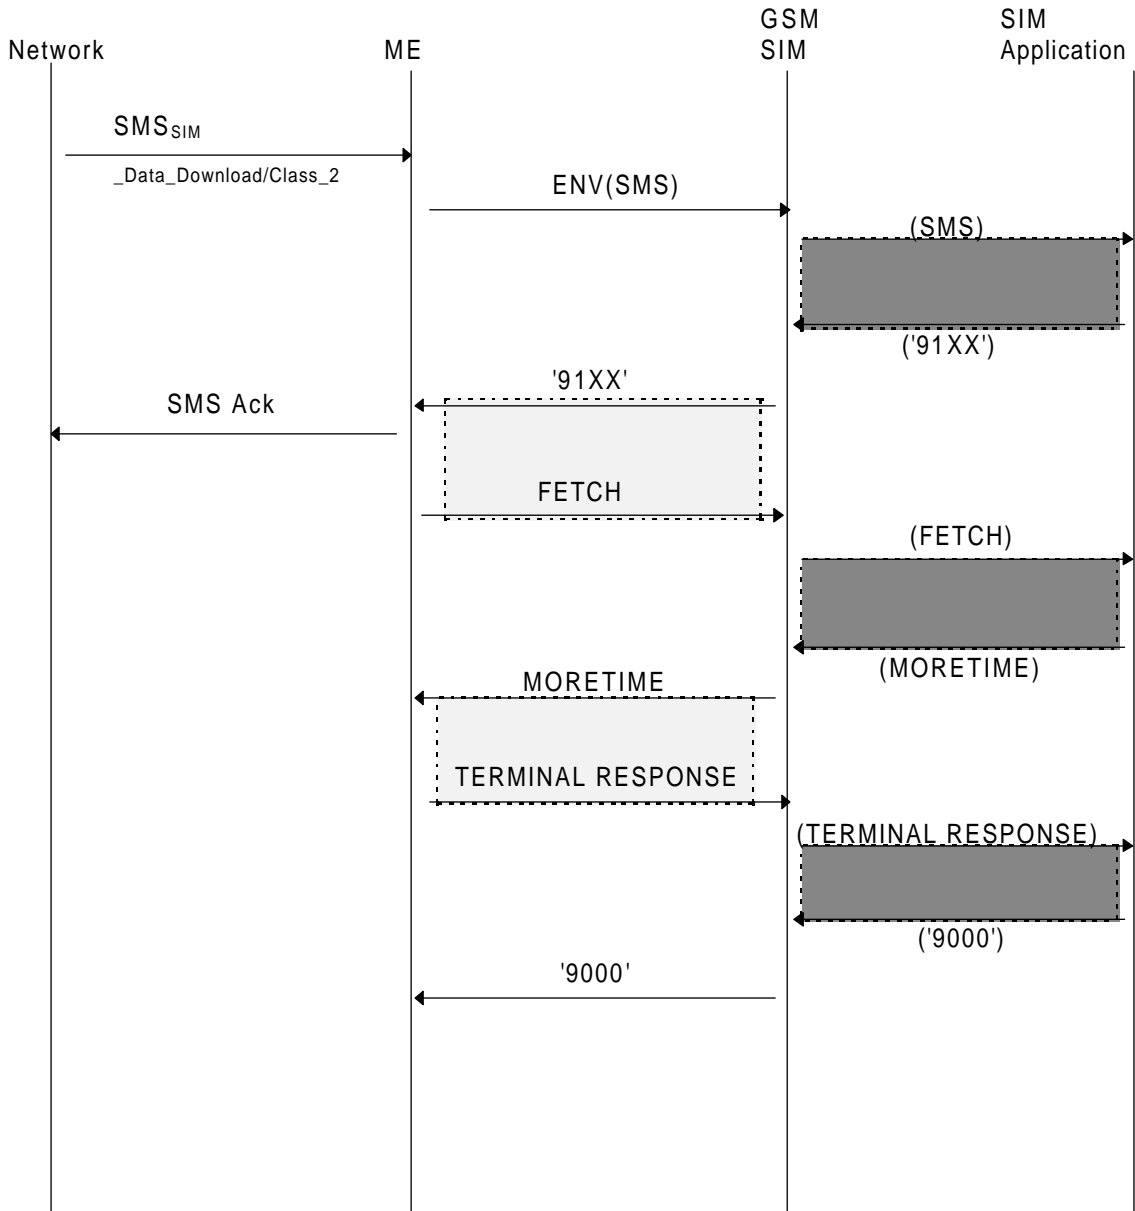 GSM SIM
Network ME SIM Application
SMS_SIM
_Data_Download/Class_2
ENV(SMS)
(SMS)
('91XX')
'91XX'
SMS Ack
FETCH
(FETCH)
(MORETIME)
MORETIME
TERMINAL RESPONSE
(TERMINAL RESPONSE)
('9000')
'9000'